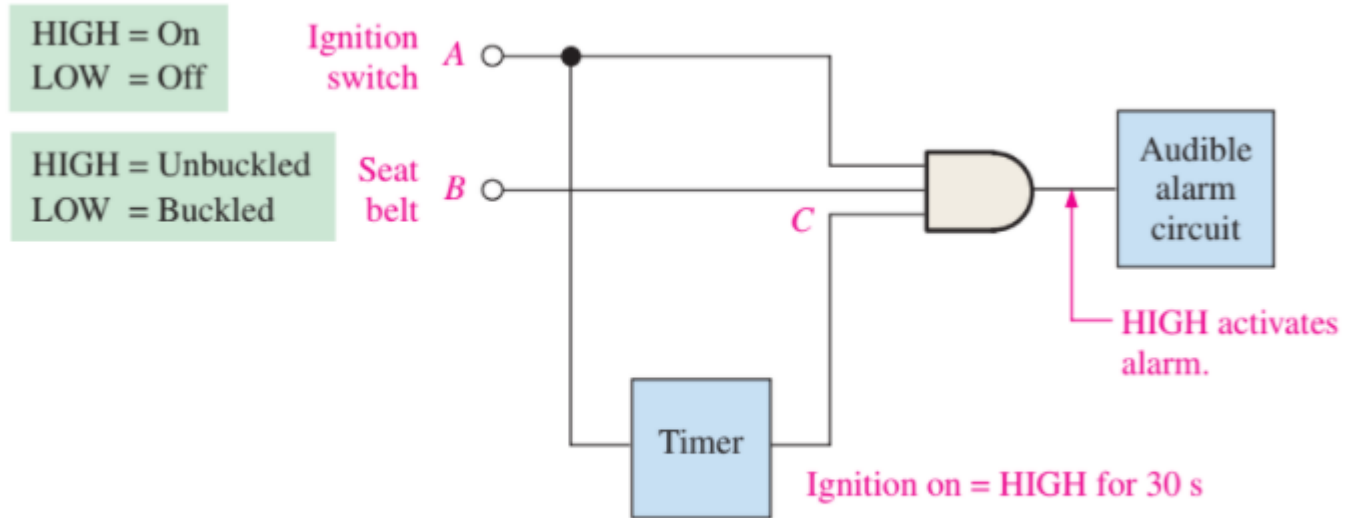 HIGH = On
LOW = Off
Ignition
switch
A
HIGH = Unbuckled
LOW = Buckled
Seat
belt
B
C
Audible
alarm
circuit
HIGH activates
alarm.
Timer
Ignition on = HIGH for 30 s